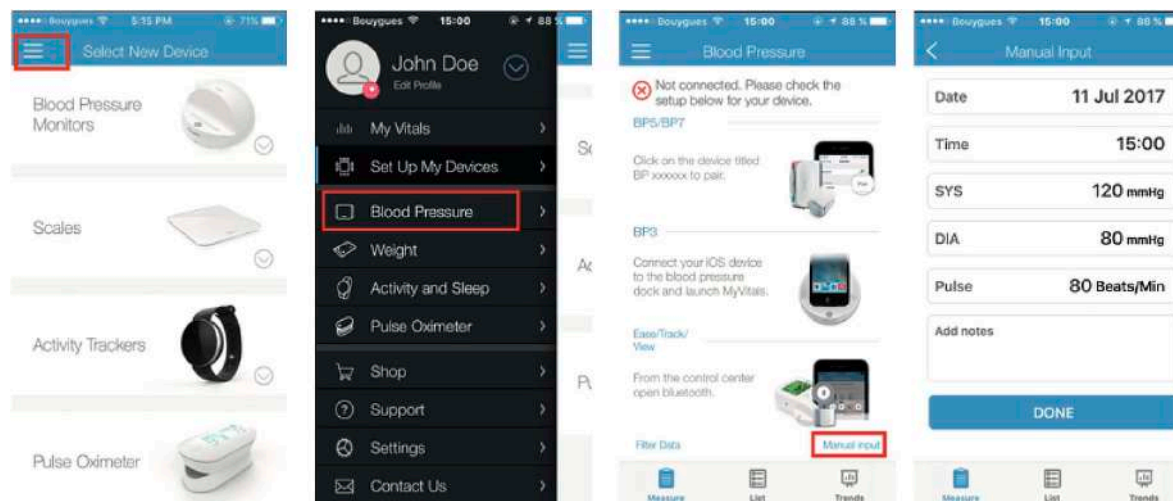 Bouygues 5:15 PM 71%
Select New Device
Blood Pressure
Monitors
Scales
Activity Trackers
Pulse Oximeter
Bouygues 15:00 88 %
John Doe
Edit Profile
My Vitals
Set Up My Devices
Blood Pressure
Weight
Activity and Sleep
Pulse Oximeter
Shop
Support
Settings
Contact Us
Bouygues 15:00 88 %
Blood Pressure
Not connected. Please check the
setup below for your device.
BP5/BP7
Click on the device titled
BP xxxxxx to pair.
BP3
Connect your iOS device
to the blood pressure
dock and launch MyVitals.
Ease/Track/
View
From the control center
open bluetooth.
Filter Data Manual input
Measure List Trends
Bouygues 15:00 88 %
Manual Input
Date 11 Jul 2017
Time 15:00
SYS 120 mmHg
DIA 80 mmHg
Pulse 80 Beats/Min
Add notes
DONE
Measure List Trends